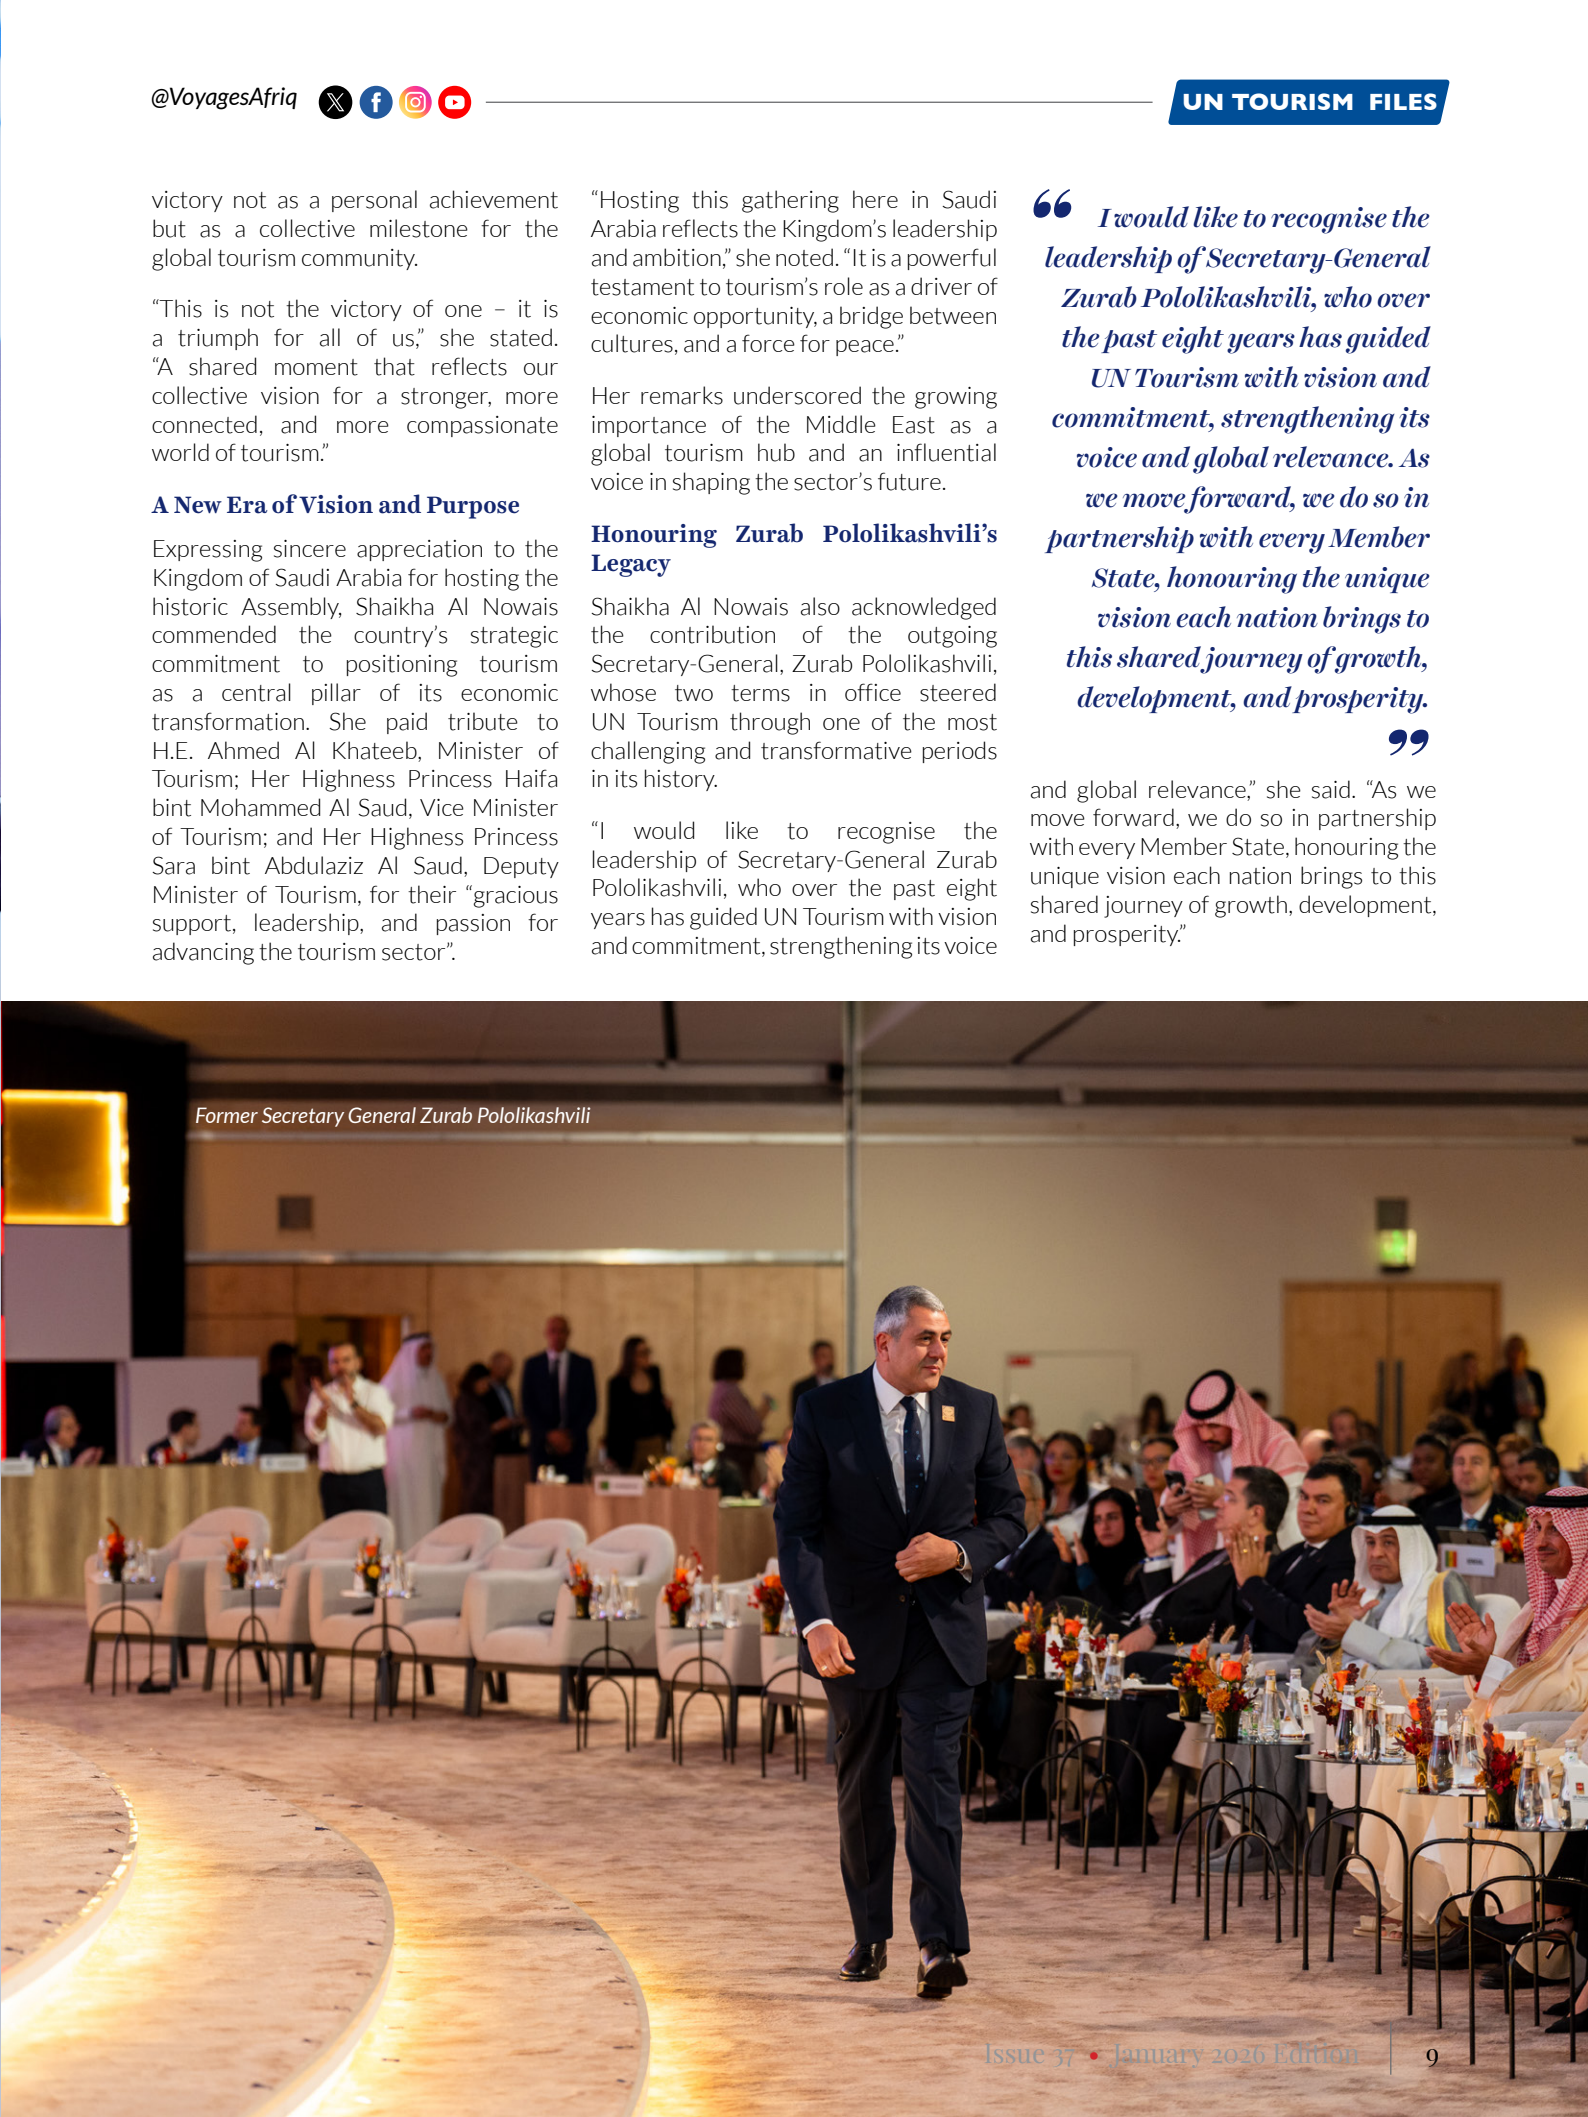 @VoyagesAfriq
UN TOURISM FILES
victory not as a personal achievement
but as a collective milestone for the
global tourism community.
“This is not the victory of one – it is
a triumph for all of us,” she stated.
“A shared moment that reflects our
collective vision for a stronger, more
connected, and more compassionate
world of tourism.”
A New Era of Vision and Purpose
Expressing sincere appreciation to the
Kingdom of Saudi Arabia for hosting the
historic Assembly, Shaikha Al Nowais
commended the country’s strategic
commitment to positioning tourism
as a central pillar of its economic
transformation. She paid tribute to
H.E. Ahmed Al Khateeb, Minister of
Tourism; Her Highness Princess Haifa
bint Mohammed Al Saud, Vice Minister
of Tourism; and Her Highness Princess
Sara bint Abdulaziz Al Saud, Deputy
Minister of Tourism, for their “gracious
support, leadership, and passion for
advancing the tourism sector”.
“Hosting this gathering here in Saudi
Arabia reflects the Kingdom’s leadership
and ambition,” she noted. “It is a powerful
testament to tourism’s role as a driver of
economic opportunity, a bridge between
cultures, and a force for peace.”
Her remarks underscored the growing
importance of the Middle East as a
global tourism hub and an influential
voice in shaping the sector’s future.
Honouring Zurab Pololikashvili’s
Legacy
Shaikha Al Nowais also acknowledged
the contribution of the outgoing
Secretary-General, Zurab Pololikashvili,
whose two terms in office steered
UN Tourism through one of the most
challenging and transformative periods
in its history.
“I would like to recognise the
leadership of Secretary-General Zurab
Pololikashvili, who over the past eight
years has guided UN Tourism with vision
and commitment, strengthening its voice
“ I would like to recognise the
leadership of Secretary-General
Zurab Pololikashvili, who over
the past eight years has guided
UN Tourism with vision and
commitment, strengthening its
voice and global relevance. As
we move forward, we do so in
partnership with every Member
State, honouring the unique
vision each nation brings to
this shared journey of growth,
development, and prosperity.
”
and global relevance,” she said. “As we
move forward, we do so in partnership
with every Member State, honouring the
unique vision each nation brings to this
shared journey of growth, development,
and prosperity.”
Former Secretary General Zurab Pololikashvili
Issue 37 • January 2026 Edition 9